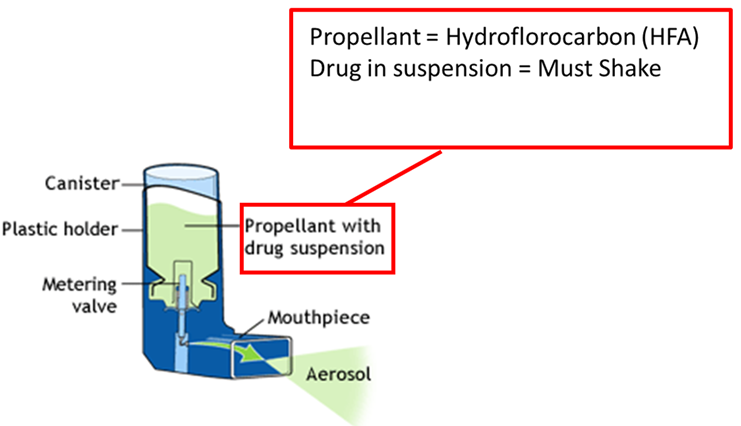 Propellant = Hydroflorocarbon (HFA)
Drug in suspension = Must Shake
Canister
Plastic holder
Propellant with
drug suspension
Metering
valve
Mouthpiece
Aerosol